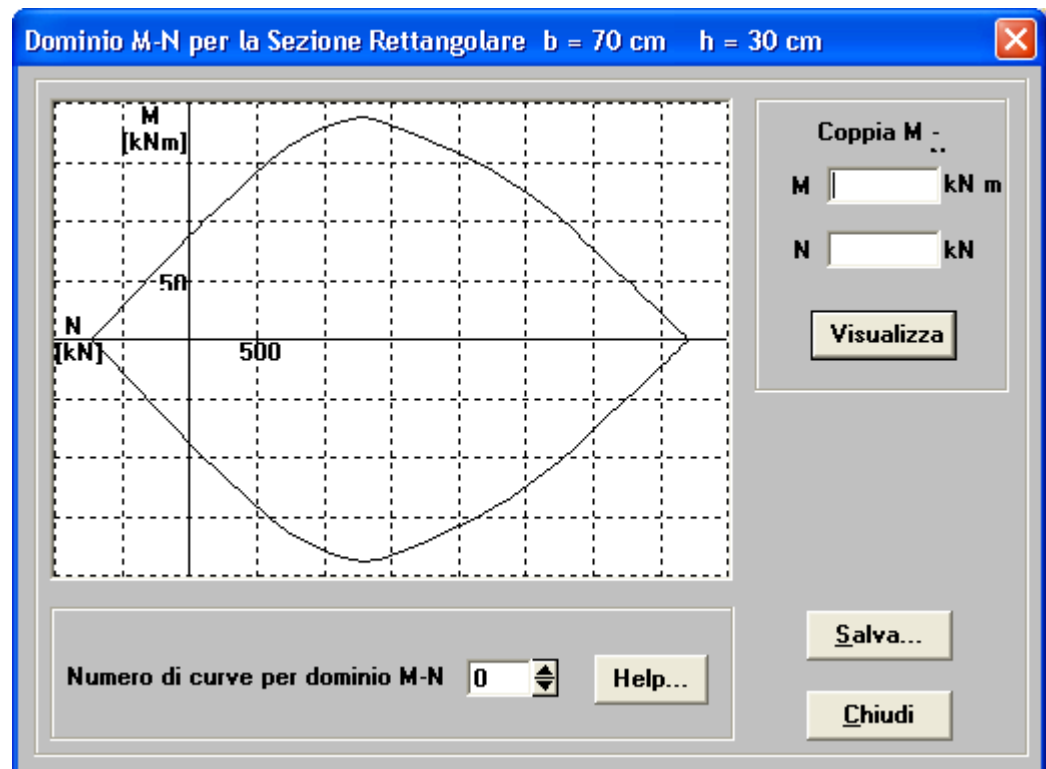 Dominio M-N per la Sezione Rettangolare b = 70 cm h = 30 cm
M
[kNm]
50
N
[kN]
500
Coppia M -
M kN m
N kN
Visualizza
Numero di curve per dominio M-N 0 Help...
Salva...
Chiudi